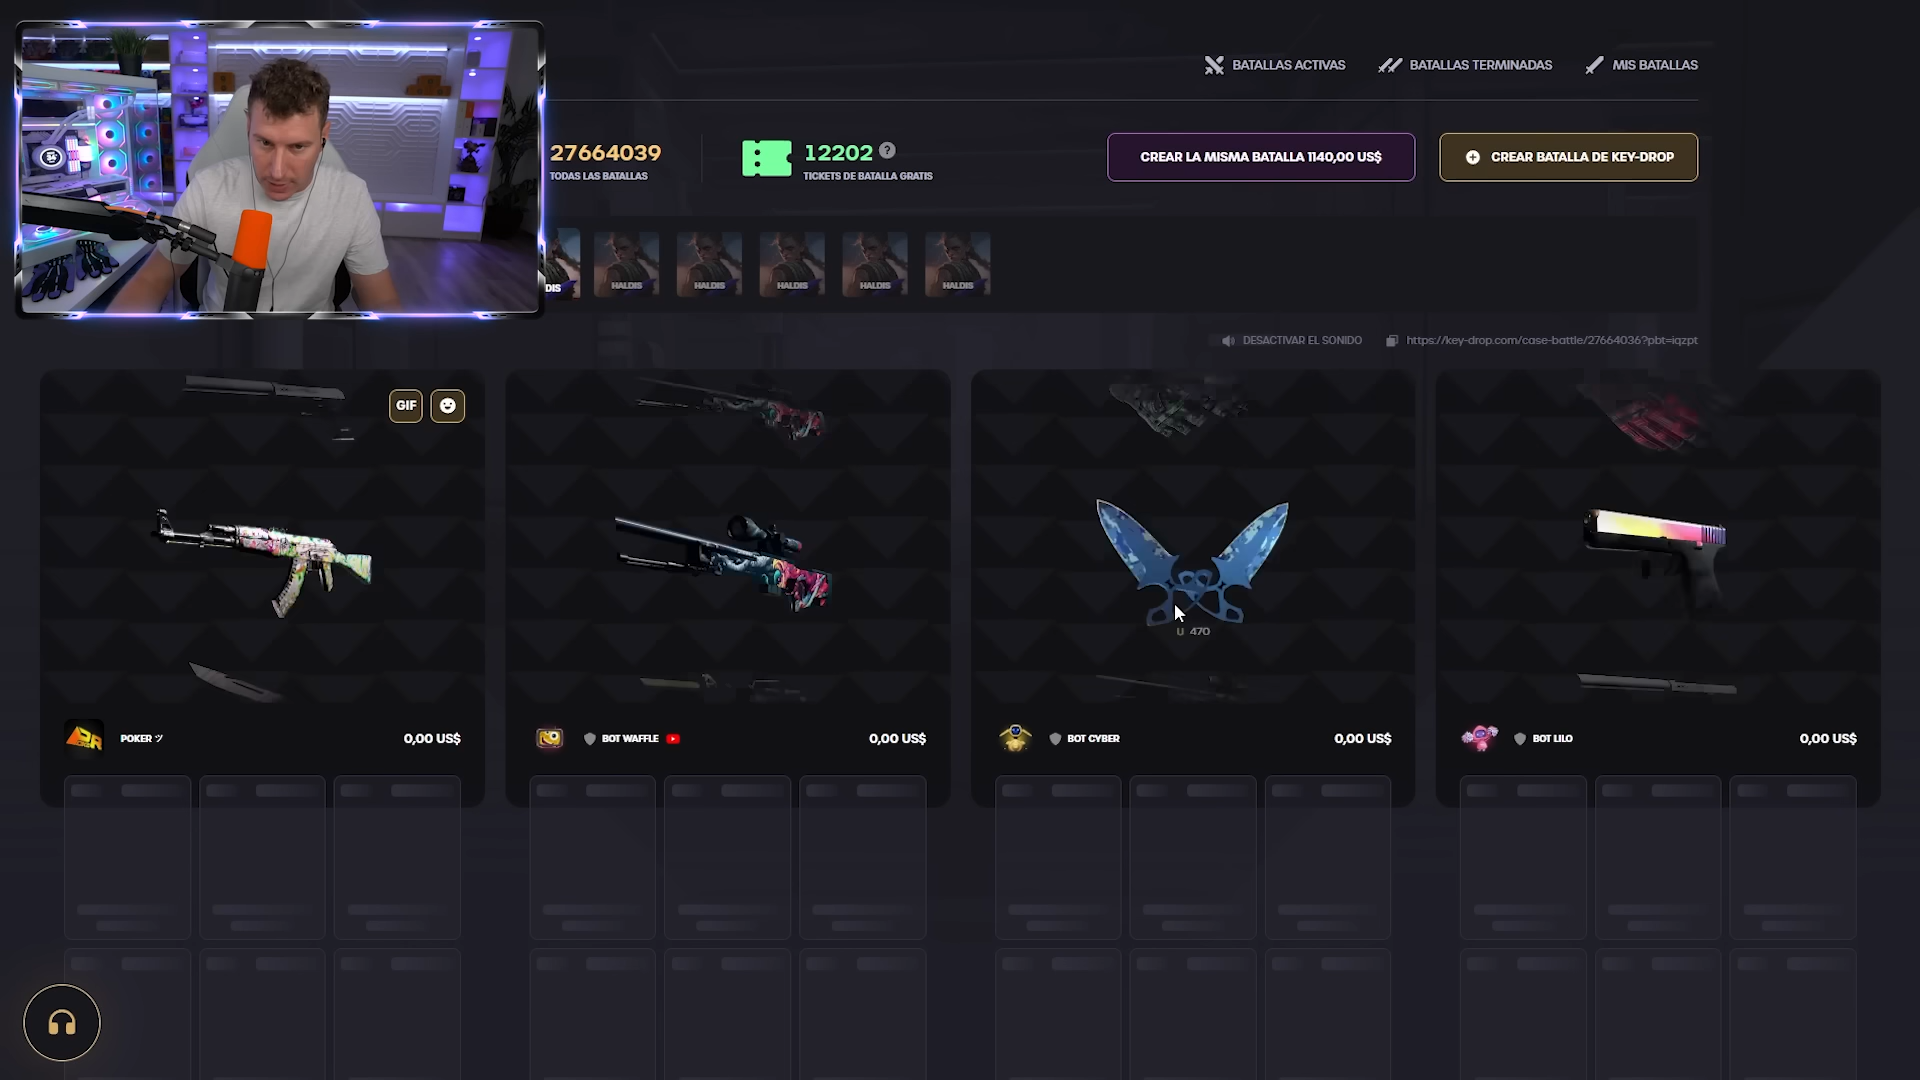 BATALLAS ACTIVAS
BATALLAS TERMINADAS
MIS BATALLAS
27664039
TODAS LAS BATALLAS
12202 ?
TICKETS DE BATALLA GRATIS
CREAR LA MISMA BATALLA 1140,00 US$
CREAR BATALLA DE KEY-DROP
DIS
HALDIS
HALDIS
HALDIS
HALDIS
HALDIS
DESACTIVAR EL SONIDO
https://key-drop.com/case-battle/27664036?pbt=iqzpt
GIF
U 470
POKER ツ
0,00 US$
BOT WAFFLE
0,00 US$
BOT CYBER
0,00 US$
BOT LILO
0,00 US$